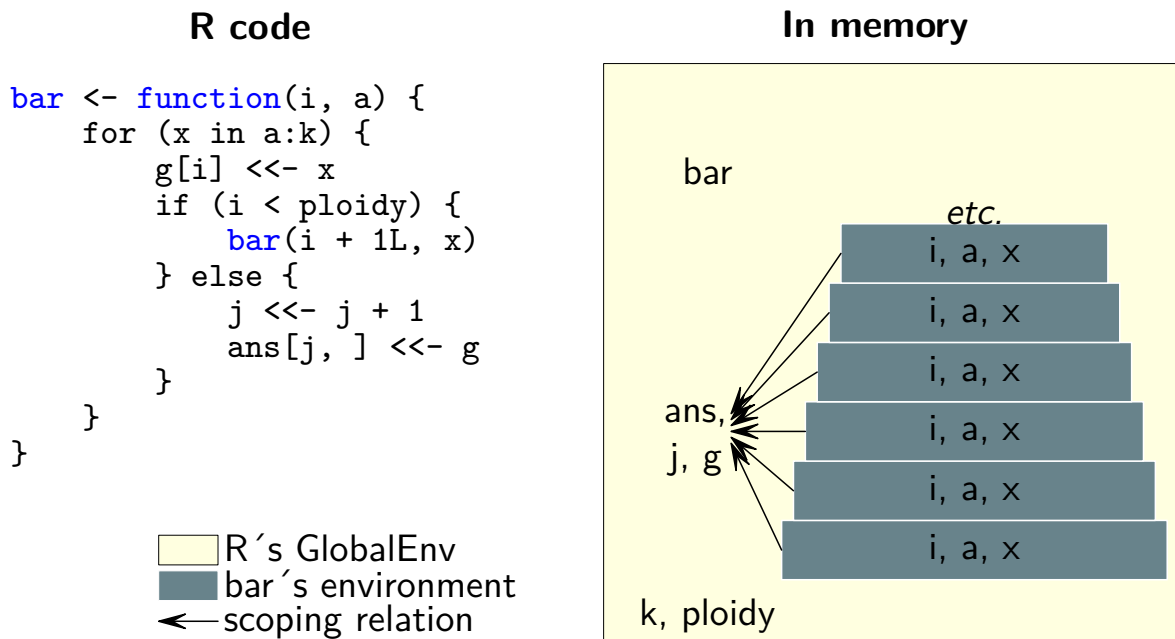 R code
bar <- function(i, a) {
    for (x in a:k) {
        g[i] <<- x
        if (i < ploidy) {
            bar(i + 1L, x)
        } else {
            j <<- j + 1
            ans[j, ] <<- g
        }
    }
}
R´s GlobalEnv
bar´s environment
scoping relation
In memory
bar
etc.
i, a, x
i, a, x
i, a, x
i, a, x
i, a, x
i, a, x
ans,
j, g
k, ploidy